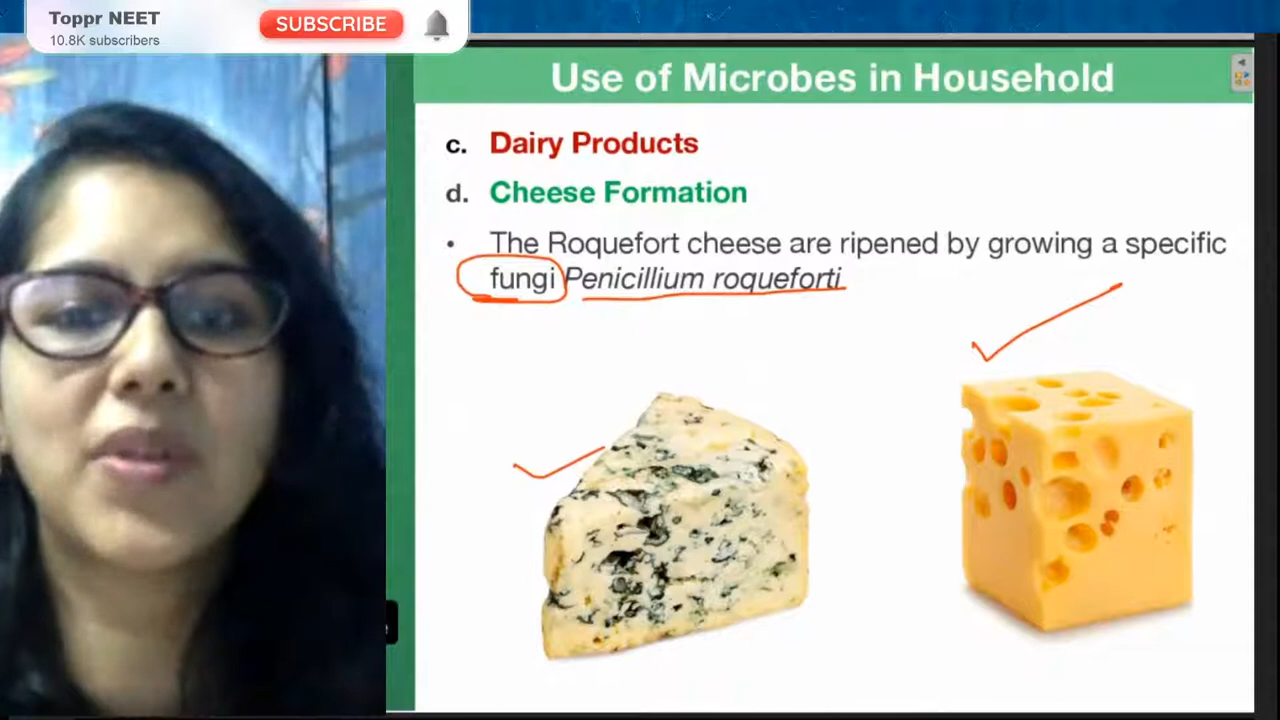 Toppr NEET
10.8K subscribers
SUBSCRIBE
Use of Microbes in Household
c. Dairy Products
d. Cheese Formation
• The Roquefort cheese are ripened by growing a specific
fungi Penicillium roqueforti